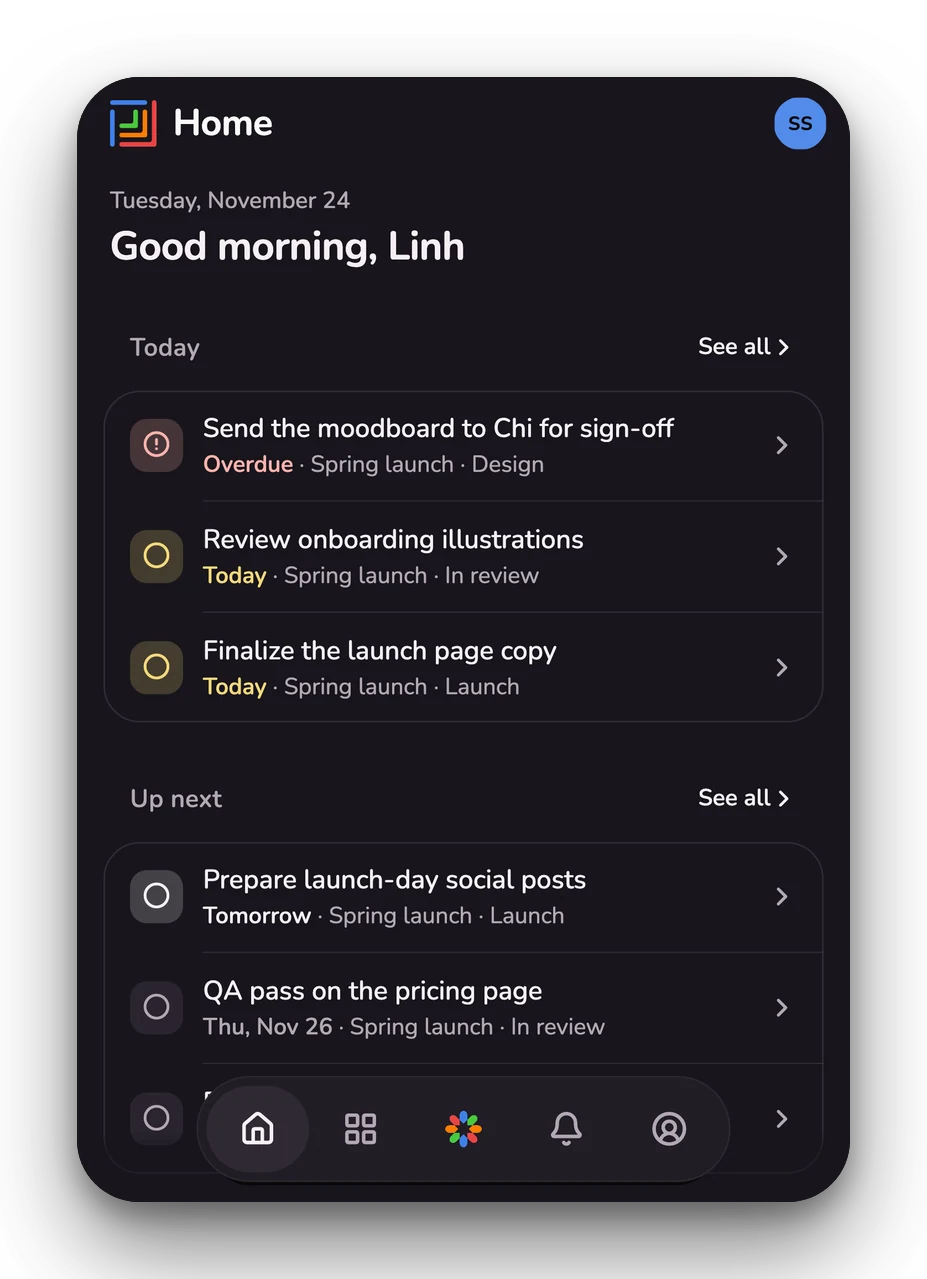 Home
SS
Tuesday, November 24
Good morning, Linh
Today
See all
Send the moodboard to Chi for sign-off
Overdue · Spring launch · Design
Review onboarding illustrations
Today · Spring launch · In review
Finalize the launch page copy
Today · Spring launch · Launch
Up next
See all
Prepare launch-day social posts
Tomorrow · Spring launch · Launch
QA pass on the pricing page
Thu, Nov 26 · Spring launch · In review